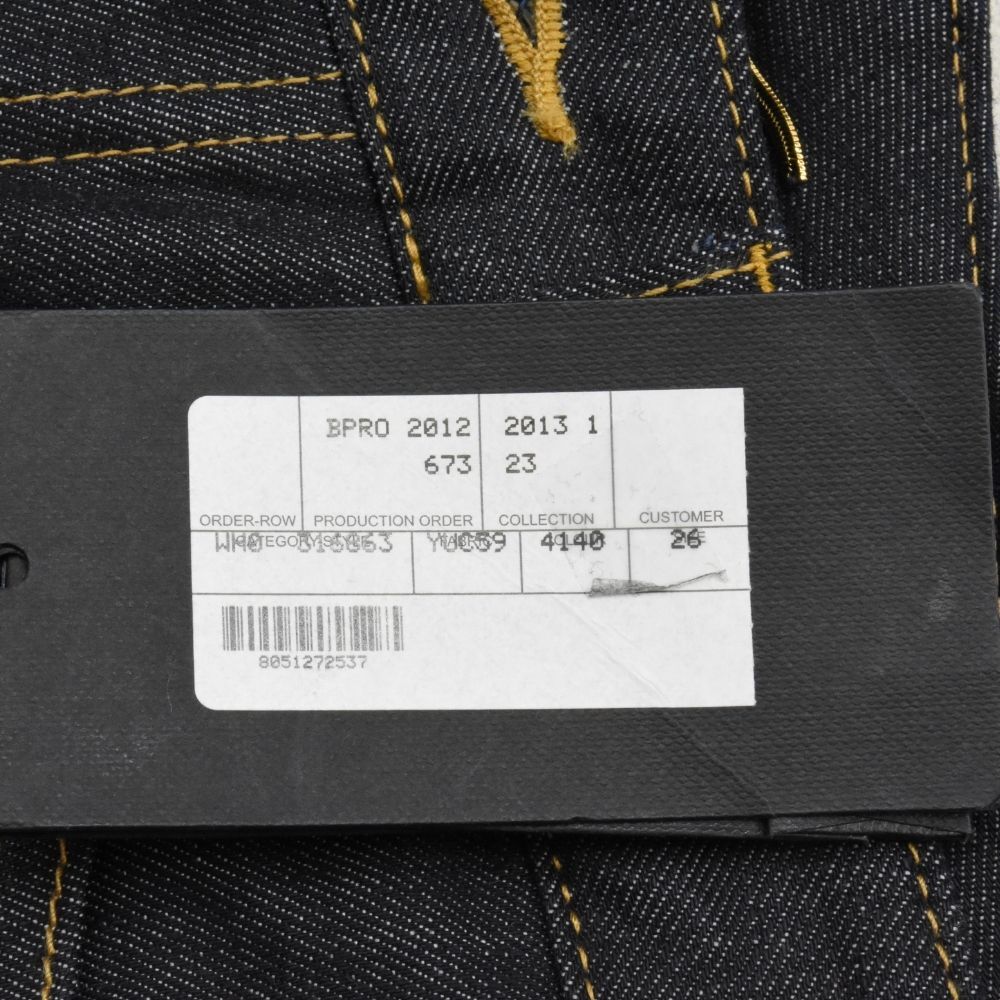 BPRO 2012 2013 1
673 23
ORDER-ROW PRODUCTION ORDER COLLECTION CUSTOMER
4140 26
8051272537